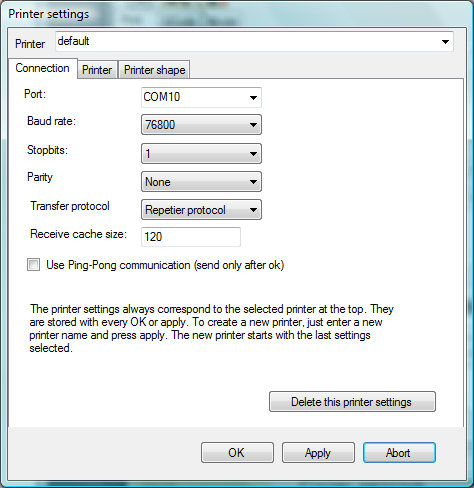 Printer settings
Printer default
Connection Printer Printer shape
Port: COM10
Baud rate: 76800
Stopbits: 1
Parity None
Transfer protocol Repetier protocol
Receive cache size: 120
Use Ping-Pong communication (send only after ok)
The printer settings always correspond to the selected printer at the top. They
are stored with every OK or apply. To create a new printer, just enter a new
printer name and press apply. The new printer starts with the last settings
selected.
Delete this printer settings
OK Apply Abort